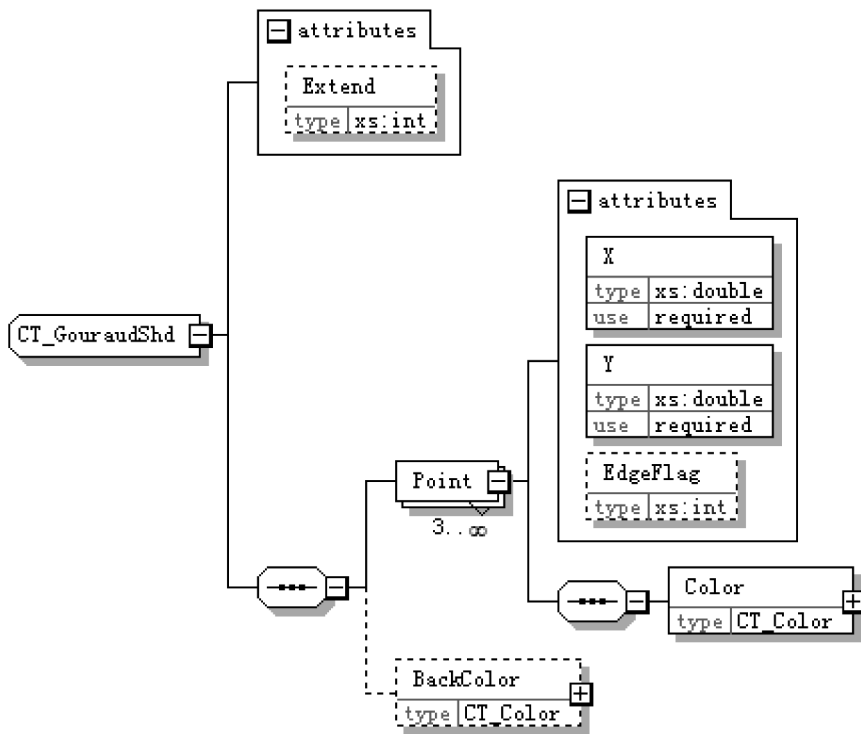 attributes
Extend
type xs:int
attributes
X
type xs:double
use required
CT_GouraudShd
Y
type xs:double
use required
Point
EdgeFlag
type xs:int
3..∞
Color
type CT_Color
BackColor
type CT_Color